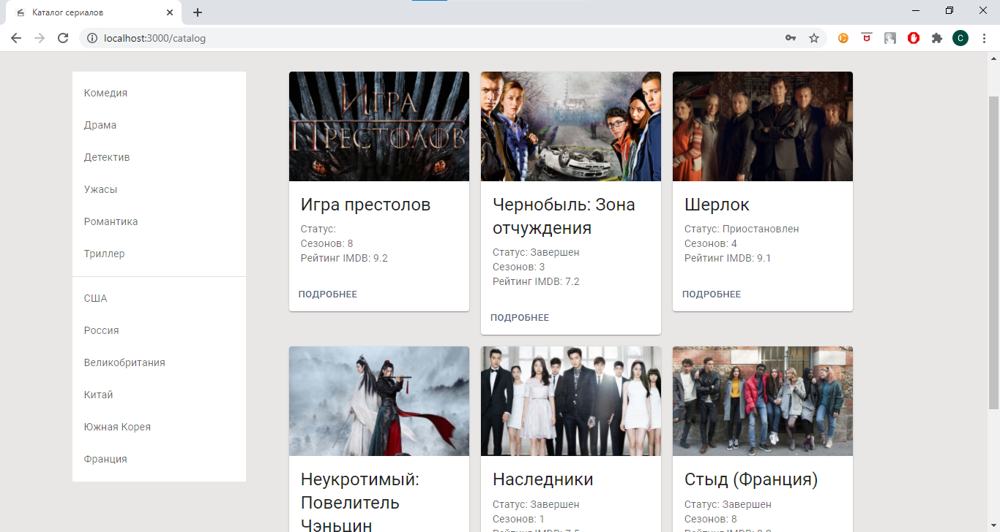 Каталог сериалов
localhost:3000/catalog
C
Комедия
Драма
Детектив
Ужасы
Романтика
Триллер
США
Россия
Великобритания
Китай
Южная Корея
Франция
Игра
Престолов
Игра престолов
Статус:
Сезонов: 8
Рейтинг IMDB: 9.2
ПОДРОБНЕЕ
Чернобыль: Зона
отчуждения
Статус: Завершен
Сезонов: 3
Рейтинг IMDB: 7.2
ПОДРОБНЕЕ
Шерлок
Статус: Приостановлен
Сезонов: 4
Рейтинг IMDB: 9.1
ПОДРОБНЕЕ
Неукротимый:
Повелитель
Чэньцин
Наследники
Статус: Завершен
Сезонов: 1
Рейтинг IMDB: 7.5
Стыд (Франция)
Статус: Завершен
Сезонов: 8
Рейтинг IMDB: